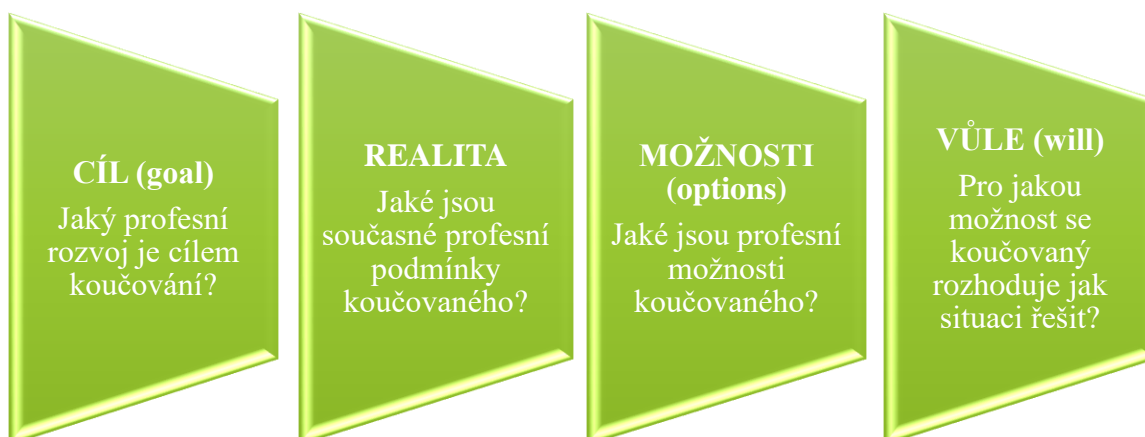 CÍL (goal)
Jaký profesní
rozvoj je cílem
koučování?
REALITA
Jaké jsou
současné profesní
podmínky
koučovaného?
MOŽNOSTI
(options)
Jaké jsou profesní
možnosti
koučovaného?
VŮLE (will)
Pro jakou
možnost se
koučovaný
rozhoduje jak
situaci řešit?